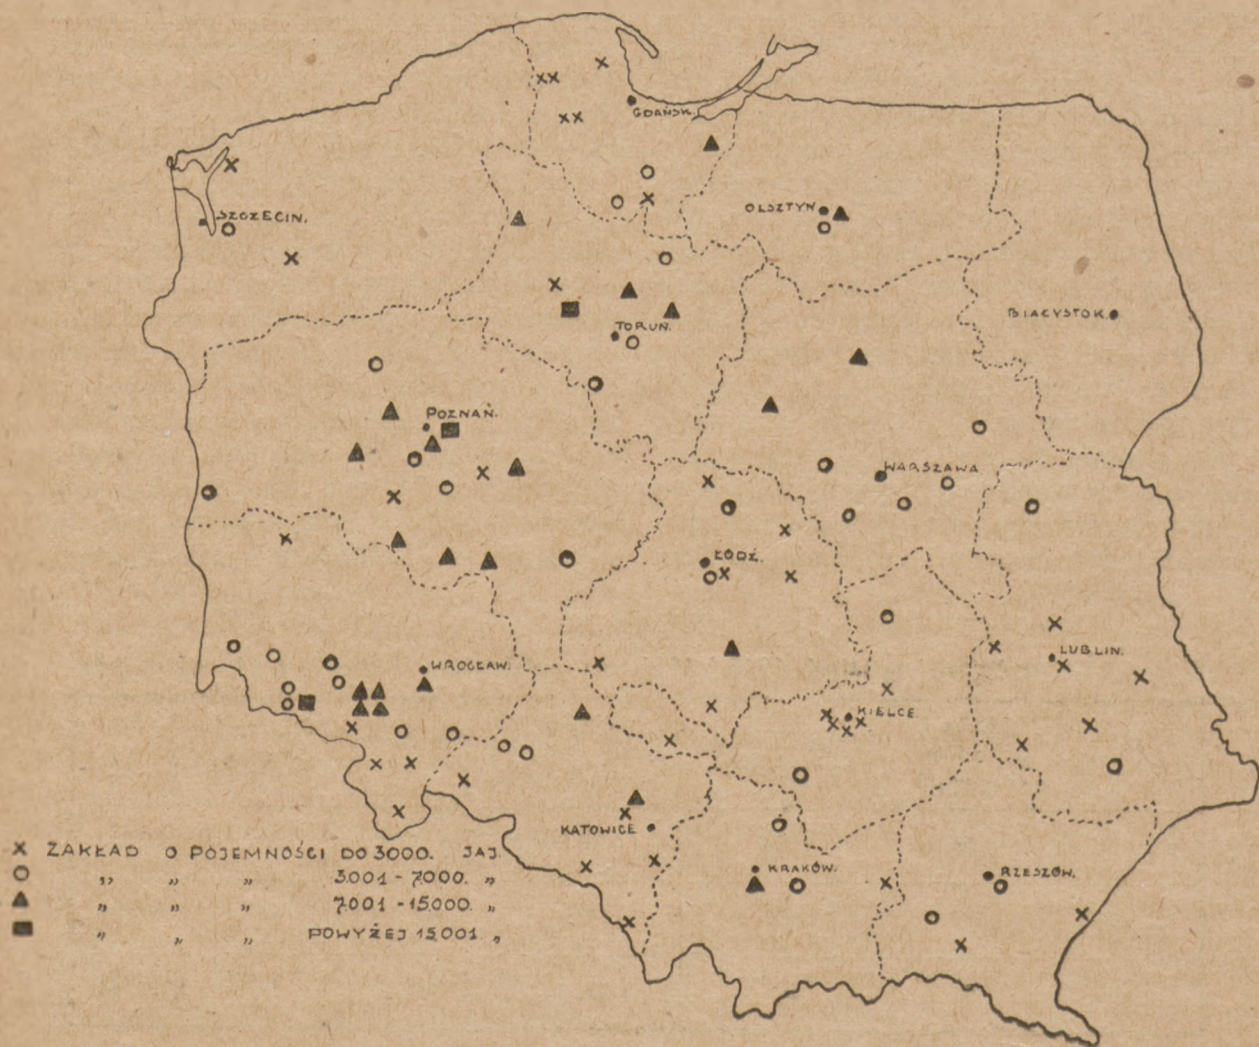 GDAŃSK.
SZCZECIN.
OLSZTYN
BIAŁYSTOK
TORUŃ.
POZNAŃ.
WARSZAWA
ŁÓDŹ.
LUBLIN.
WROCŁAW.
KIELCE
KATOWICE
KRAKÓW.
RZESZÓW.
× ZAKŁAD O POJEMNOŚCI DO 3000. JAJ.
„ „ „ 3001 - 7000. „
„ „ „ 7001 - 15000. „
„ „ „ POWYŻEJ 15001. „